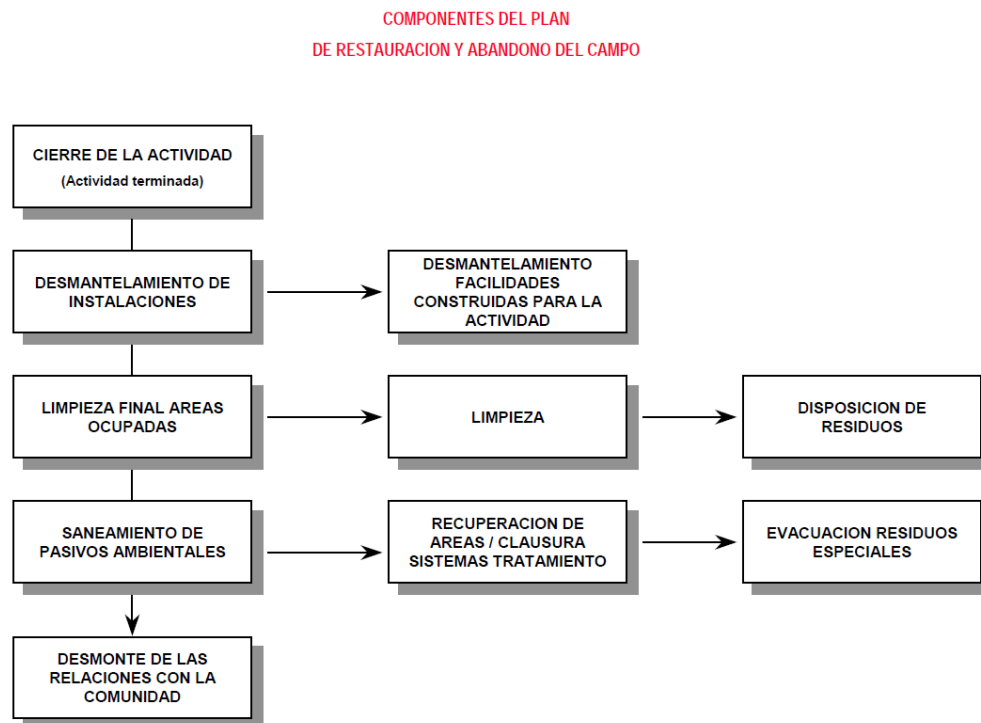 COMPONENTES DEL PLAN
DE RESTAURACION Y ABANDONO DEL CAMPO
CIERRE DE LA ACTIVIDAD
(Actividad terminada)
DESMANTELAMIENTO DE
INSTALACIONES
DESMANTELAMIENTO
FACILIDADES
CONSTRUIDAS PARA LA
ACTIVIDAD
LIMPIEZA FINAL AREAS
OCUPADAS
LIMPIEZA
DISPOSICION DE
RESIDUOS
SANEAMIENTO DE
PASIVOS AMBIENTALES
RECUPERACION DE
AREAS / CLAUSURA
SISTEMAS TRATAMIENTO
EVACUACION RESIDUOS
ESPECIALES
DESMONTE DE LAS
RELACIONES CON LA
COMUNIDAD